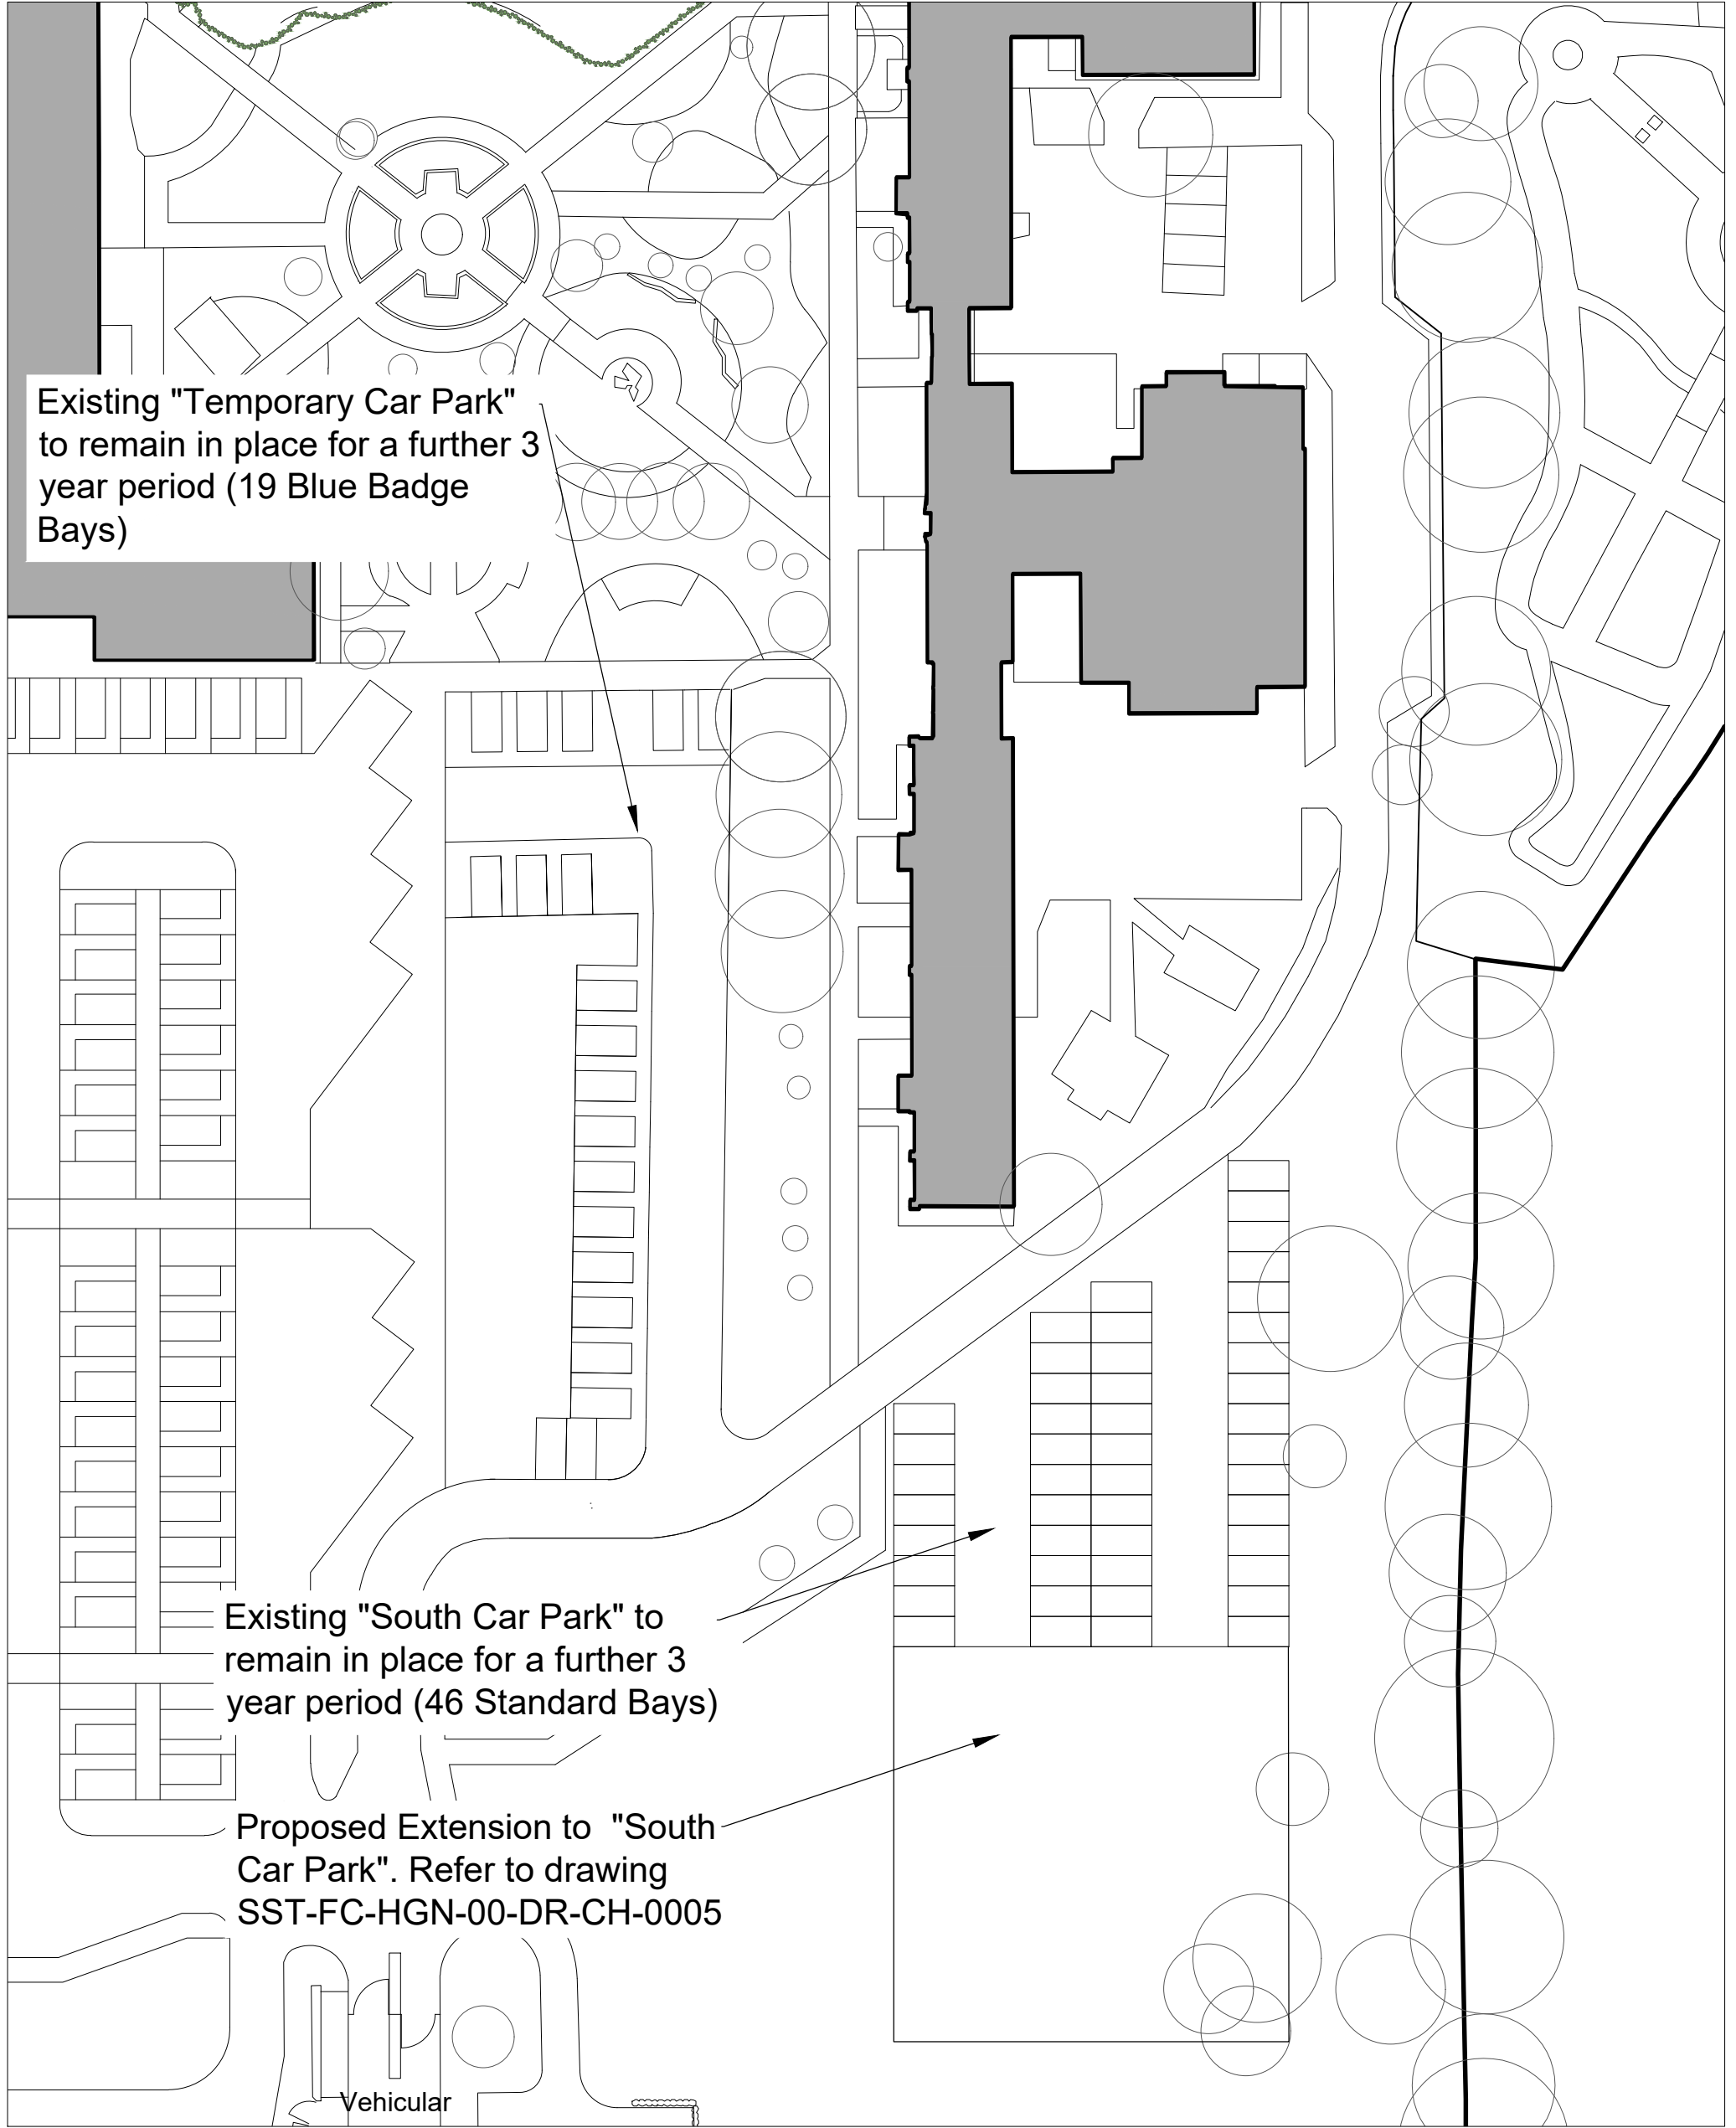 Existing "Temporary Car Park"
to remain in place for a further 3
year period (19 Blue Badge
Bays)
Existing "South Car Park" to
remain in place for a further 3
year period (46 Standard Bays)
Proposed Extension to  "South
Car Park". Refer to drawing
SST-FC-HGN-00-DR-CH-0005
Vehicular